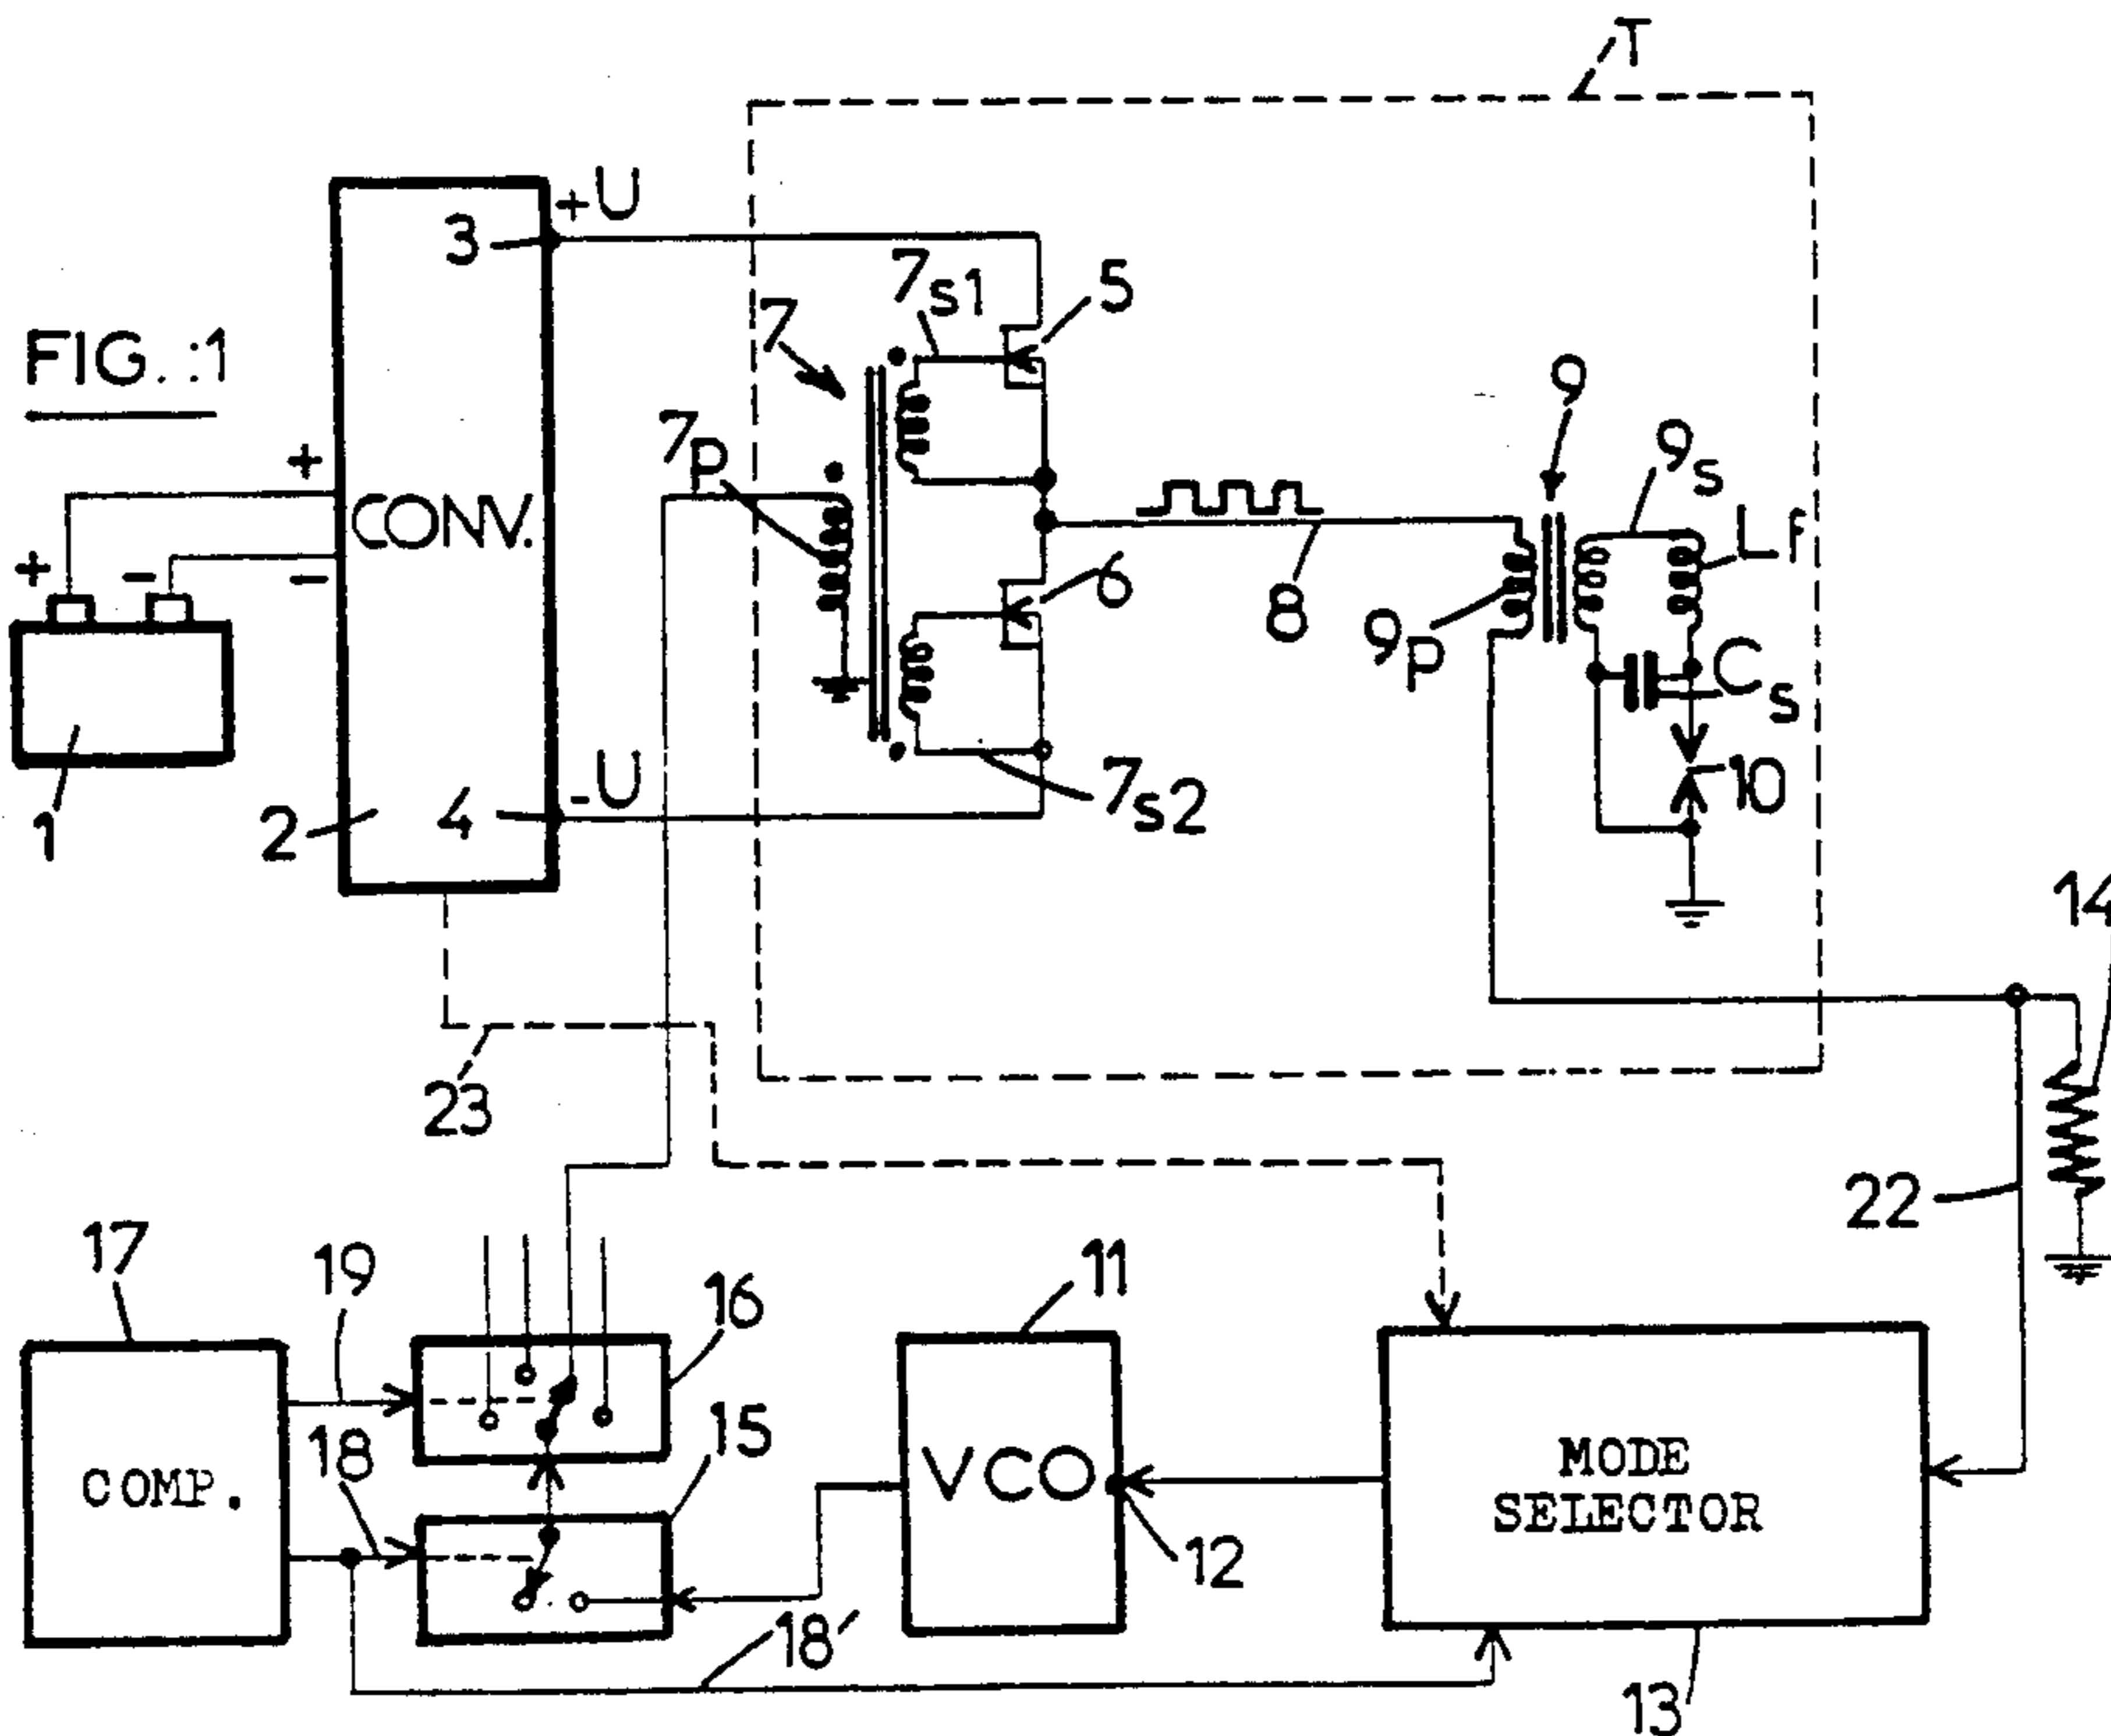 T
+U
3
7s1
5
7
FIG.:1
9
7p
9s
+
CONV.
Lf
+
-
-
6
8
9p
Cs
-U
10
7s2
1
2
4
14
23
22
17
19
16
11
18
15
MODE
SELECTOR
COMP.
VCO
12
18'
13